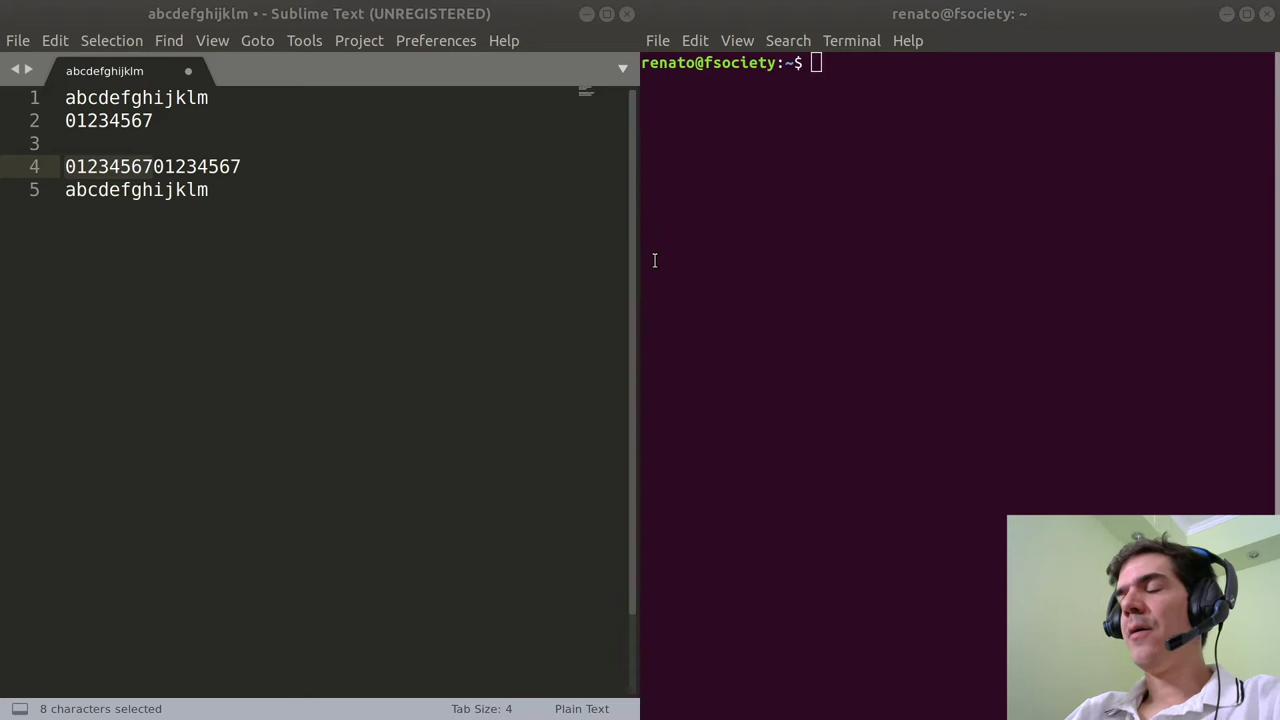 abcdefghijklm • - Sublime Text (UNREGISTERED)
File Edit Selection Find View Goto Tools Project Preferences Help
abcdefghijklm
1 abcdefghijklm
2 01234567
3
4 0123456701234567
5 abcdefghijklm
8 characters selected Tab Size: 4 Plain Text
renato@fsociety: ~
File Edit View Search Terminal Help
renato@fsociety:~$